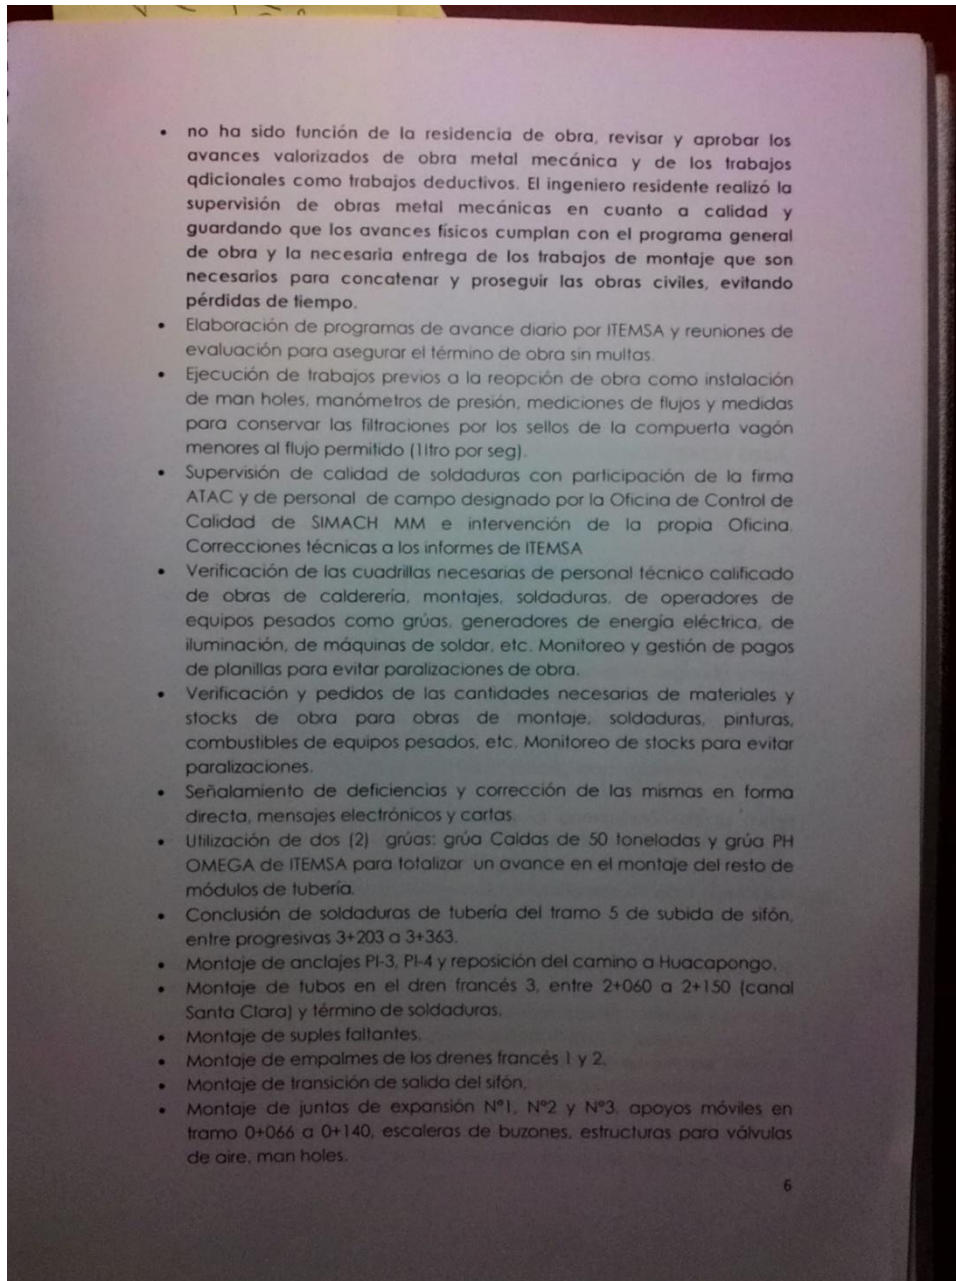 • no ha sido función de la residencia de obra, revisar y aprobar los
avances valorizados de obra metal mecánica y de los trabajos
qdicionales como trabajos deductivos. El ingeniero residente realizó la
supervisión de obras metal mecánicas en cuanto a calidad y
guardando que los avances físicos cumplan con el programa general
de obra y la necesaria entrega de los trabajos de montaje que son
necesarios para concatenar y proseguir las obras civiles, evitando
pérdidas de tiempo.
• Elaboración de programas de avance diario por ITEMSA y reuniones de
evaluación para asegurar el término de obra sin multas.
• Ejecución de trabajos previos a la reopción de obra como instalación
de man holes, manómetros de presión, mediciones de flujos y medidas
para conservar las filtraciones por los sellos de la compuerta vagón
menores al flujo permitido (1ltro por seg).
• Supervisión de calidad de soldaduras con participación de la firma
ATAC y de personal de campo designado por la Oficina de Control de
Calidad de SIMACH MM e intervención de la propia Oficina.
Correcciones técnicas a los informes de ITEMSA
• Verificación de las cuadrillas necesarias de personal técnico calificado
de obras de calderería, montajes, soldaduras, de operadores de
equipos pesados como grúas, generadores de energía eléctrica, de
iluminación, de máquinas de soldar, etc. Monitoreo y gestión de pagos
de planillas para evitar paralizaciones de obra.
• Verificación y pedidos de las cantidades necesarias de materiales y
stocks de obra para obras de montaje, soldaduras, pinturas,
combustibles de equipos pesados, etc. Monitoreo de stocks para evitar
paralizaciones.
• Señalamiento de deficiencias y corrección de las mismas en forma
directa, mensajes electrónicos y cartas.
• Utilización de dos (2) grúas: grúa Caldas de 50 toneladas y grúa PH
OMEGA de ITEMSA para totalizar un avance en el montaje del resto de
módulos de tubería.
• Conclusión de soldaduras de tubería del tramo 5 de subida de sifón,
entre progresivas 3+203 a 3+363.
• Montaje de anclajes PI-3, PI-4 y reposición del camino a Huacapongo.
• Montaje de tubos en el dren francés 3, entre 2+060 a 2+150 (canal
Santa Clara) y término de soldaduras.
• Montaje de suples faltantes.
• Montaje de empalmes de los drenes francés 1 y 2.
• Montaje de transición de salida del sifón.
• Montaje de juntas de expansión Nº1, Nº2 y Nº3, apoyos móviles en
tramo 0+066 a 0+140, escaleras de buzones, estructuras para válvulas
de aire, man holes.
6